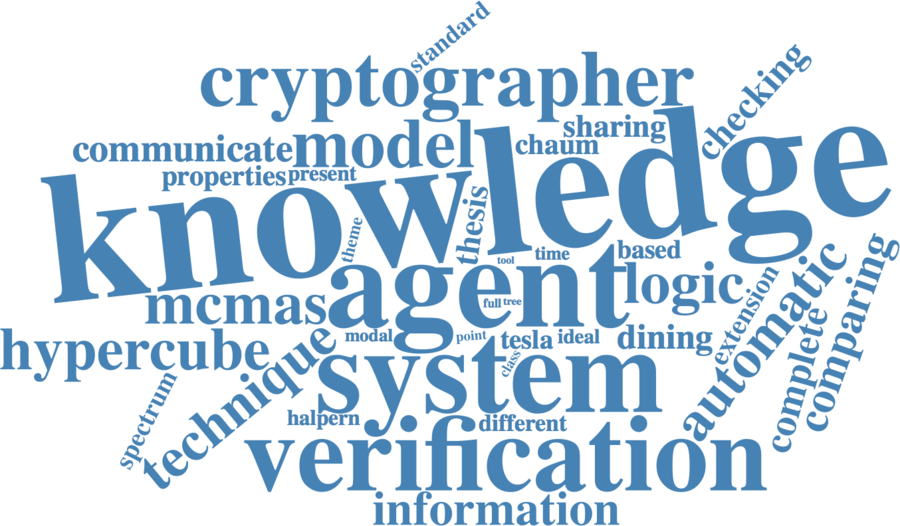 standard
cryptographer
checking
sharing
communicate
model
chaum
properties
present
knowledge
thesis
theme
tool
time
based
agent
logic
mcmas
full
tree
extension
automatic
comparing
complete
hypercube
technique
modal
point
tesla
ideal
dining
class
system
spectrum
halpern
different
verification
information